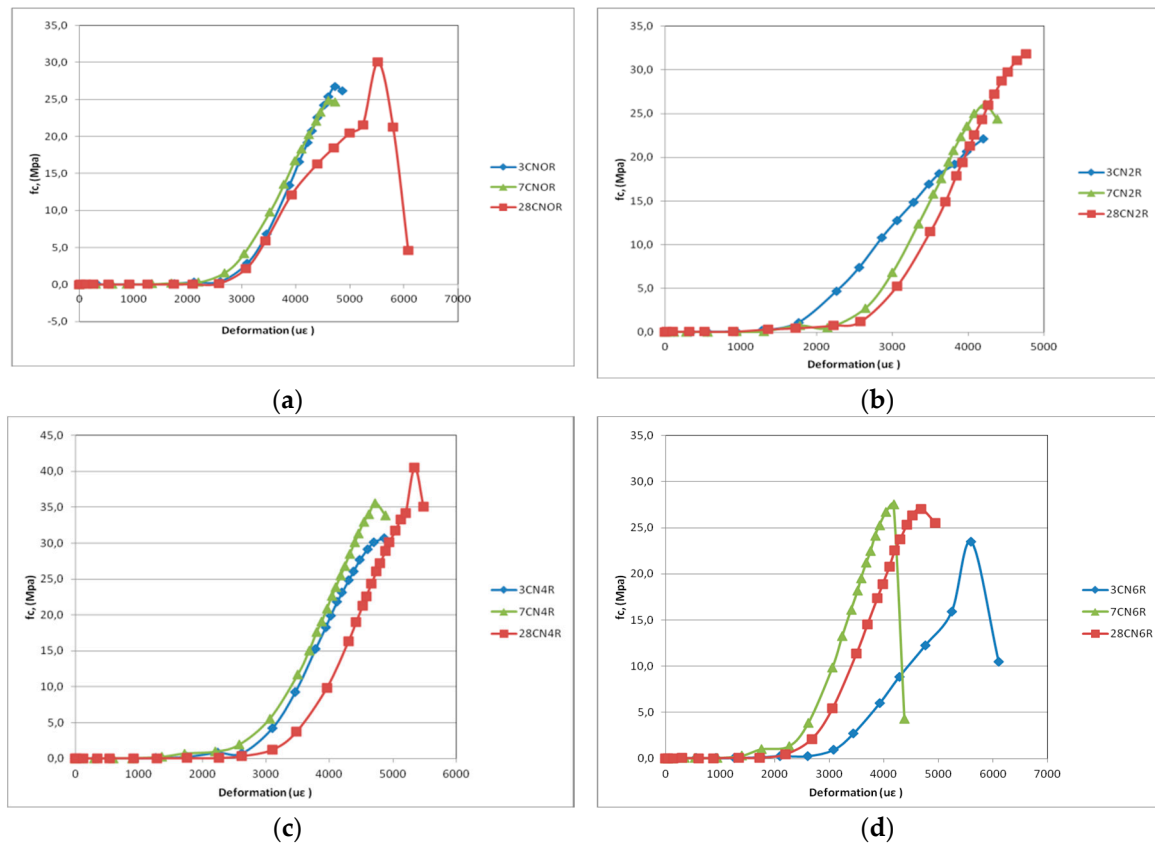 35,0
30,0
25,0
20,0
15,0
10,0
5,0
0,0
-5,0
fc, (Mpa)
0 1000 2000 3000 4000 5000 6000 7000
Deformation (uε )
3CNOR
7CNOR
28CNOR
(a)
35,0
30,0
25,0
20,0
15,0
10,0
5,0
0,0
fc, (Mpa)
0 1000 2000 3000 4000 5000
Deformation (uε )
3CN2R
7CN2R
28CN2R
(b)
45,0
40,0
35,0
30,0
25,0
20,0
15,0
10,0
5,0
0,0
fc, (Mpa)
0 1000 2000 3000 4000 5000 6000
Deformation (uε )
3CN4R
7CN4R
28CN4R
(c)
35,0
30,0
25,0
20,0
15,0
10,0
5,0
0,0
fc, (Mpa)
0 1000 2000 3000 4000 5000 6000 7000
Deformation (uε )
3CN6R
7CN6R
28CN6R
(d)